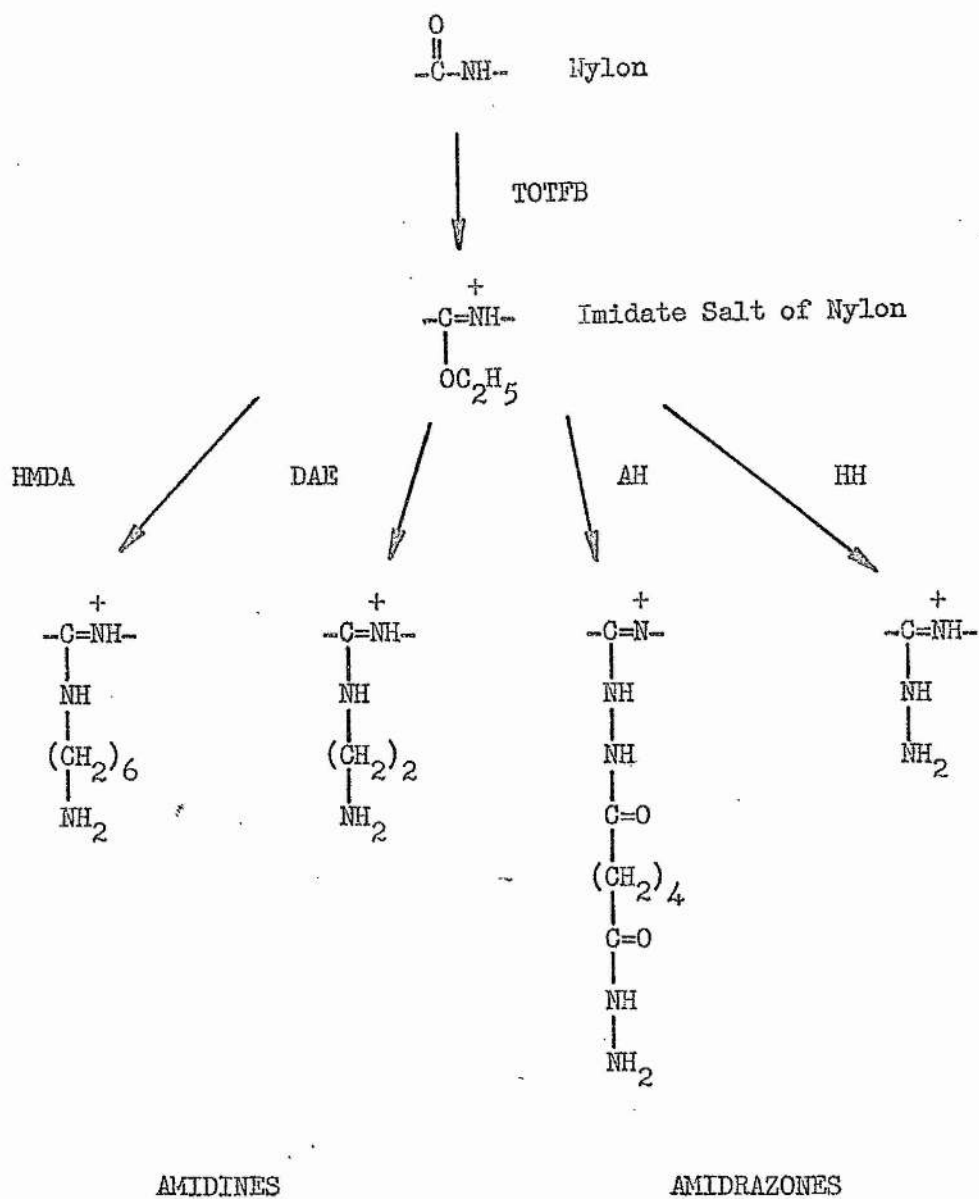 O
-C-NH- Nylon
TOTFB
+
-C=NH- Imidate Salt of Nylon
OC2H5
HMDA DAE AH HH
+ + + +
-C=NH- -C=NH- -C=N- -C=NH-
NH NH NH NH
(CH2)6 (CH2)2 NH NH2
NH2 NH2 C=O
(CH2)4
C=O
NH
NH2
AMIDINES AMIDRAZONES